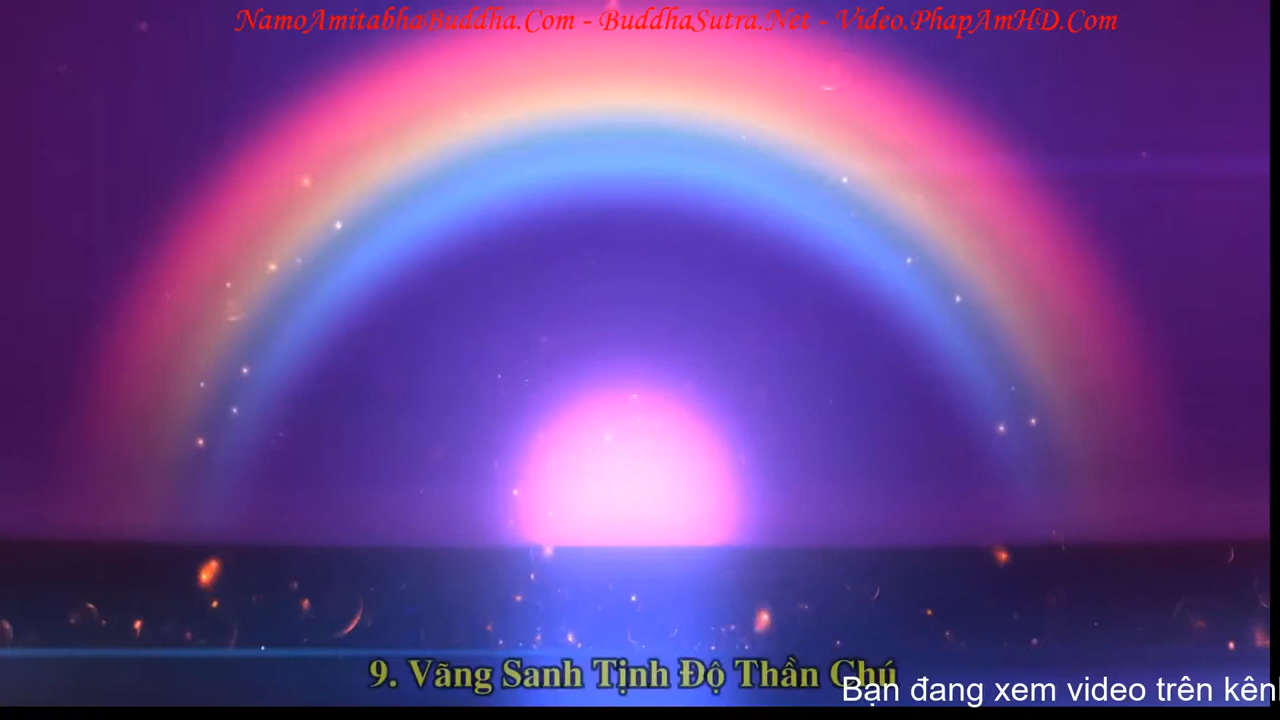 NamoAmitabhaBuddha.Com - BuddhaSutra.Net - Video.PhapAmHD.Com
9. Vãng Sanh Tịnh Độ Thần Chú
Bạn đang xem video trên kênh